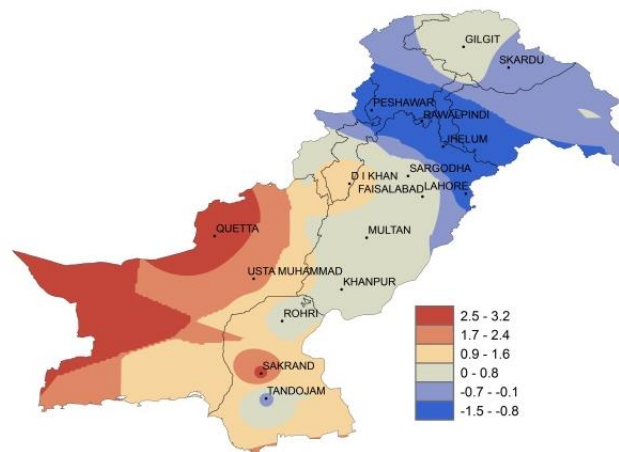 GILGIT
SKARDU
PESHAWAR
RAWALPINDI
JHELUM
SARGODHA
D I KHAN
FAISALABAD
LAHORE
QUETTA
MULTAN
USTA MUHAMMAD
KHANPUR
ROHRI
SAKRAND
TANDOJAM
2.5 - 3.2
1.7 - 2.4
0.9 - 1.6
0 - 0.8
-0.7 - -0.1
-1.5 - -0.8